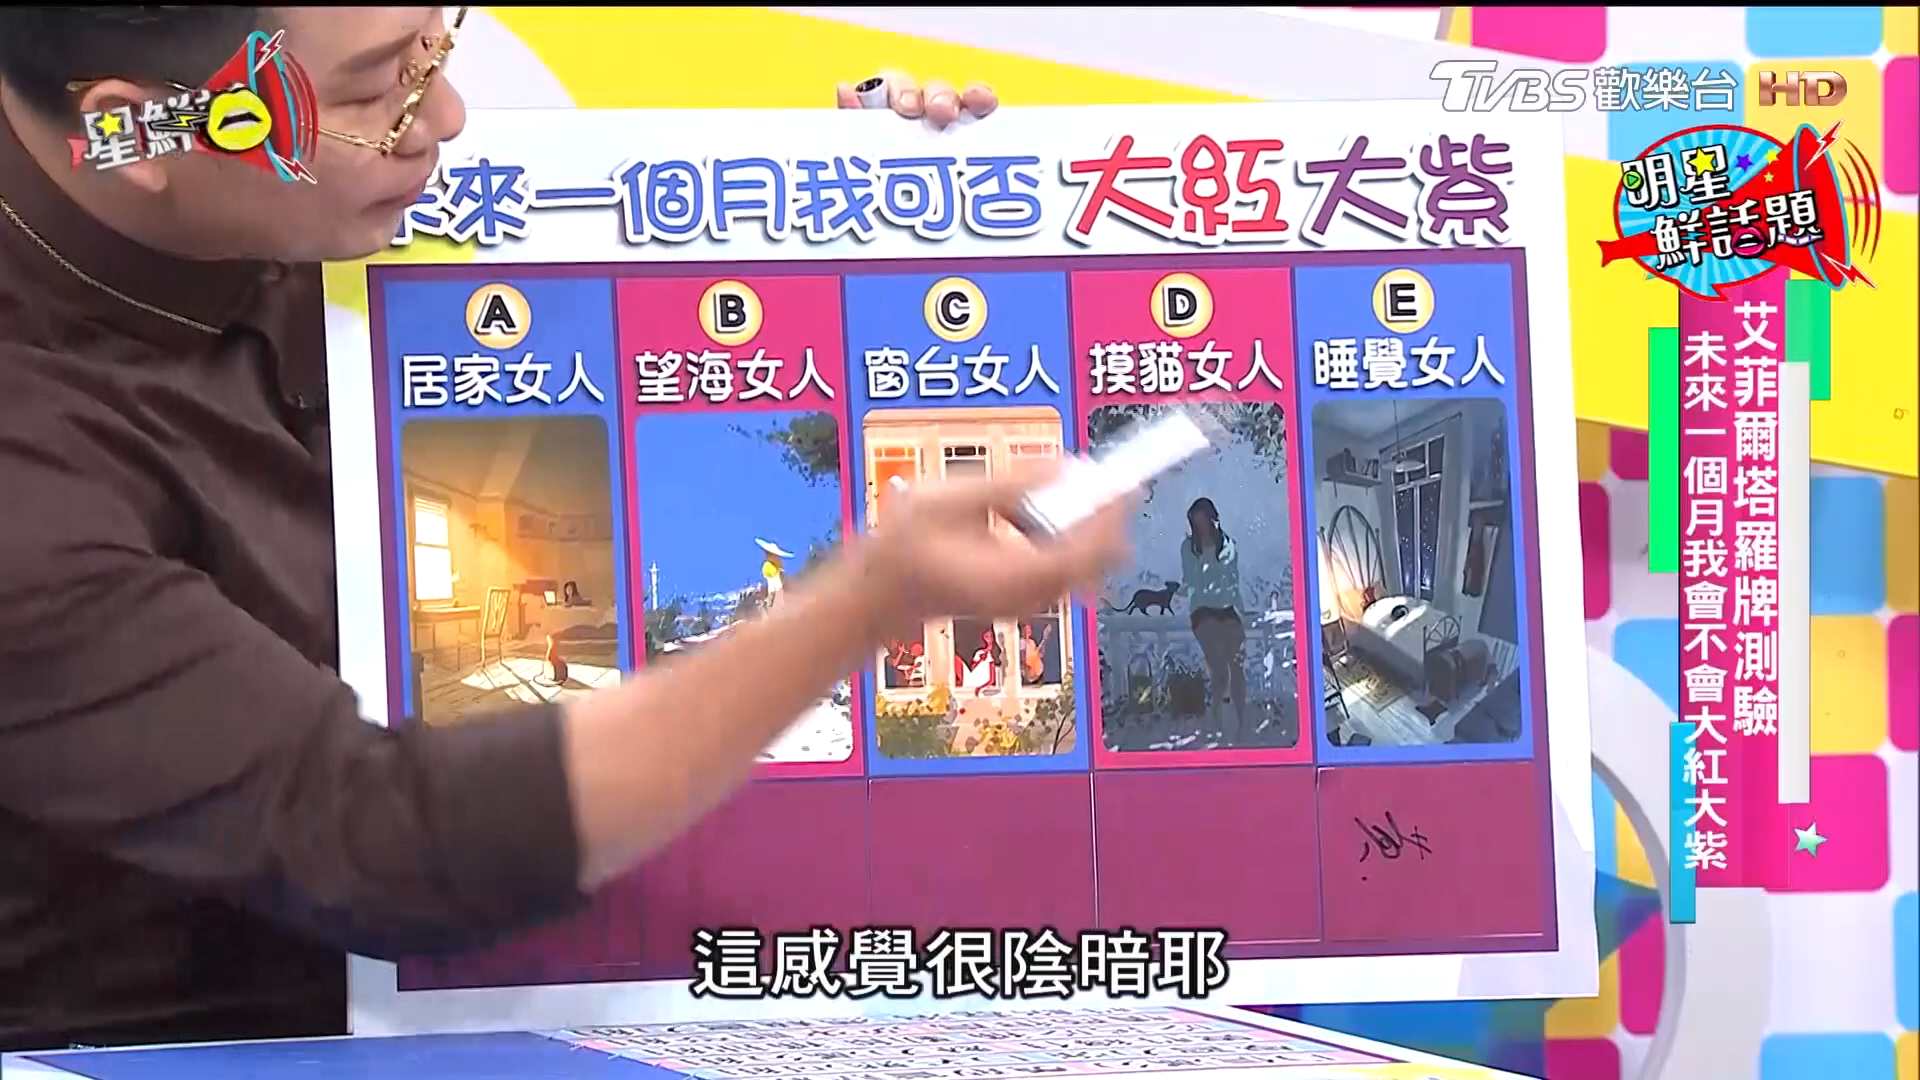 星鮮話
TVBS歡樂台 HD
明星
鮮話題
未來一個月我可否大紅大紫
A
居家女人
B
望海女人
C
窗台女人
D
摸貓女人
E
睡覺女人
艾菲爾塔羅牌測驗
未來一個月我會不會大紅大紫
這感覺很陰暗耶